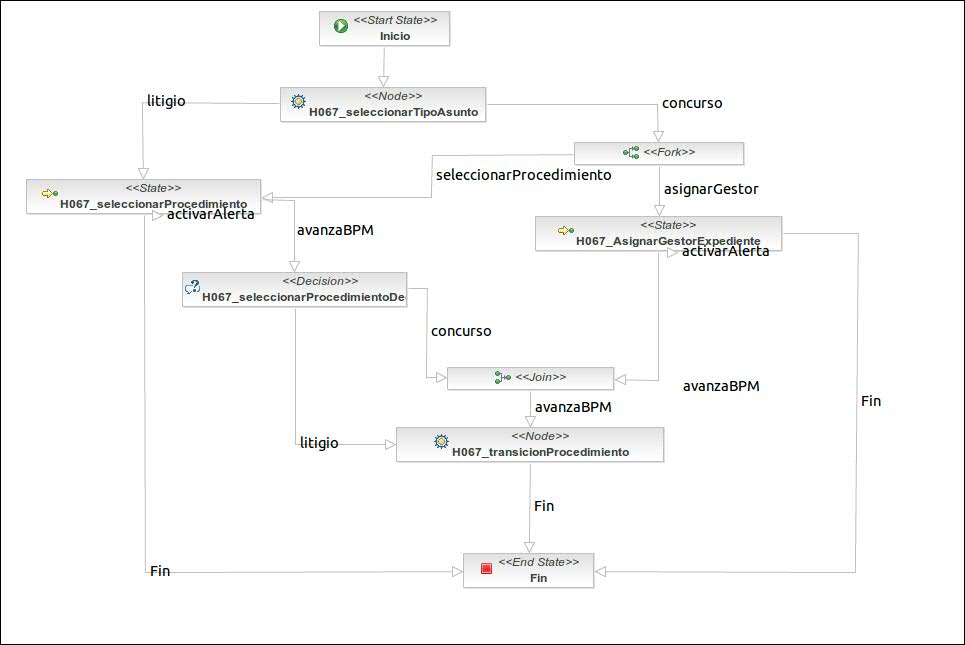 <<Start State>>
Inicio
<<Node>>
H067_seleccionarTipoAsunto
litigio
concurso
<<Fork>>
seleccionarProcedimiento
asignarGestor
<<State>>
H067_seleccionarProcedimiento
activarAlerta
avanzaBPM
<<State>>
H067_AsignarGestorExpediente
activarAlerta
<<Decision>>
H067_seleccionarProcedimientoDe
concurso
<<Join>>
avanzaBPM
avanzaBPM
Fin
<<Node>>
H067_transicionProcedimiento
litigio
Fin
<<End State>>
Fin
Fin